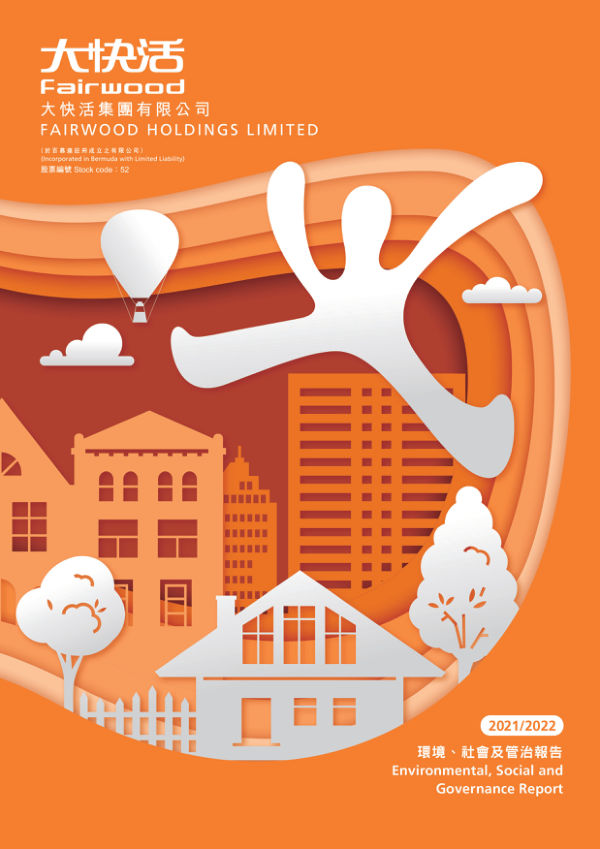 大快活
Fairwood
大快活集團有限公司
FAIRWOOD HOLDINGS LIMITED
（於百慕達註冊成立之有限公司）
(Incorporated in Bermuda with Limited Liability)
股票編號 Stock code：52
2021/2022
環境、社會及管治報告
Environmental, Social and
Governance Report